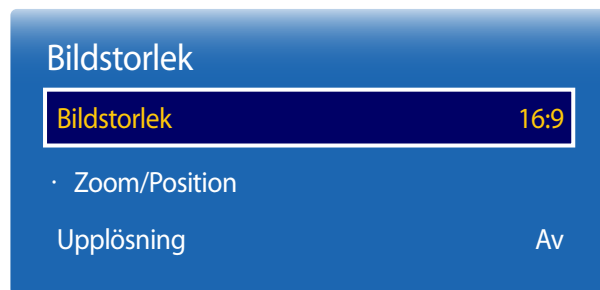 Bildstorlek
Bildstorlek 16:9
· Zoom/Position
Upplösning Av